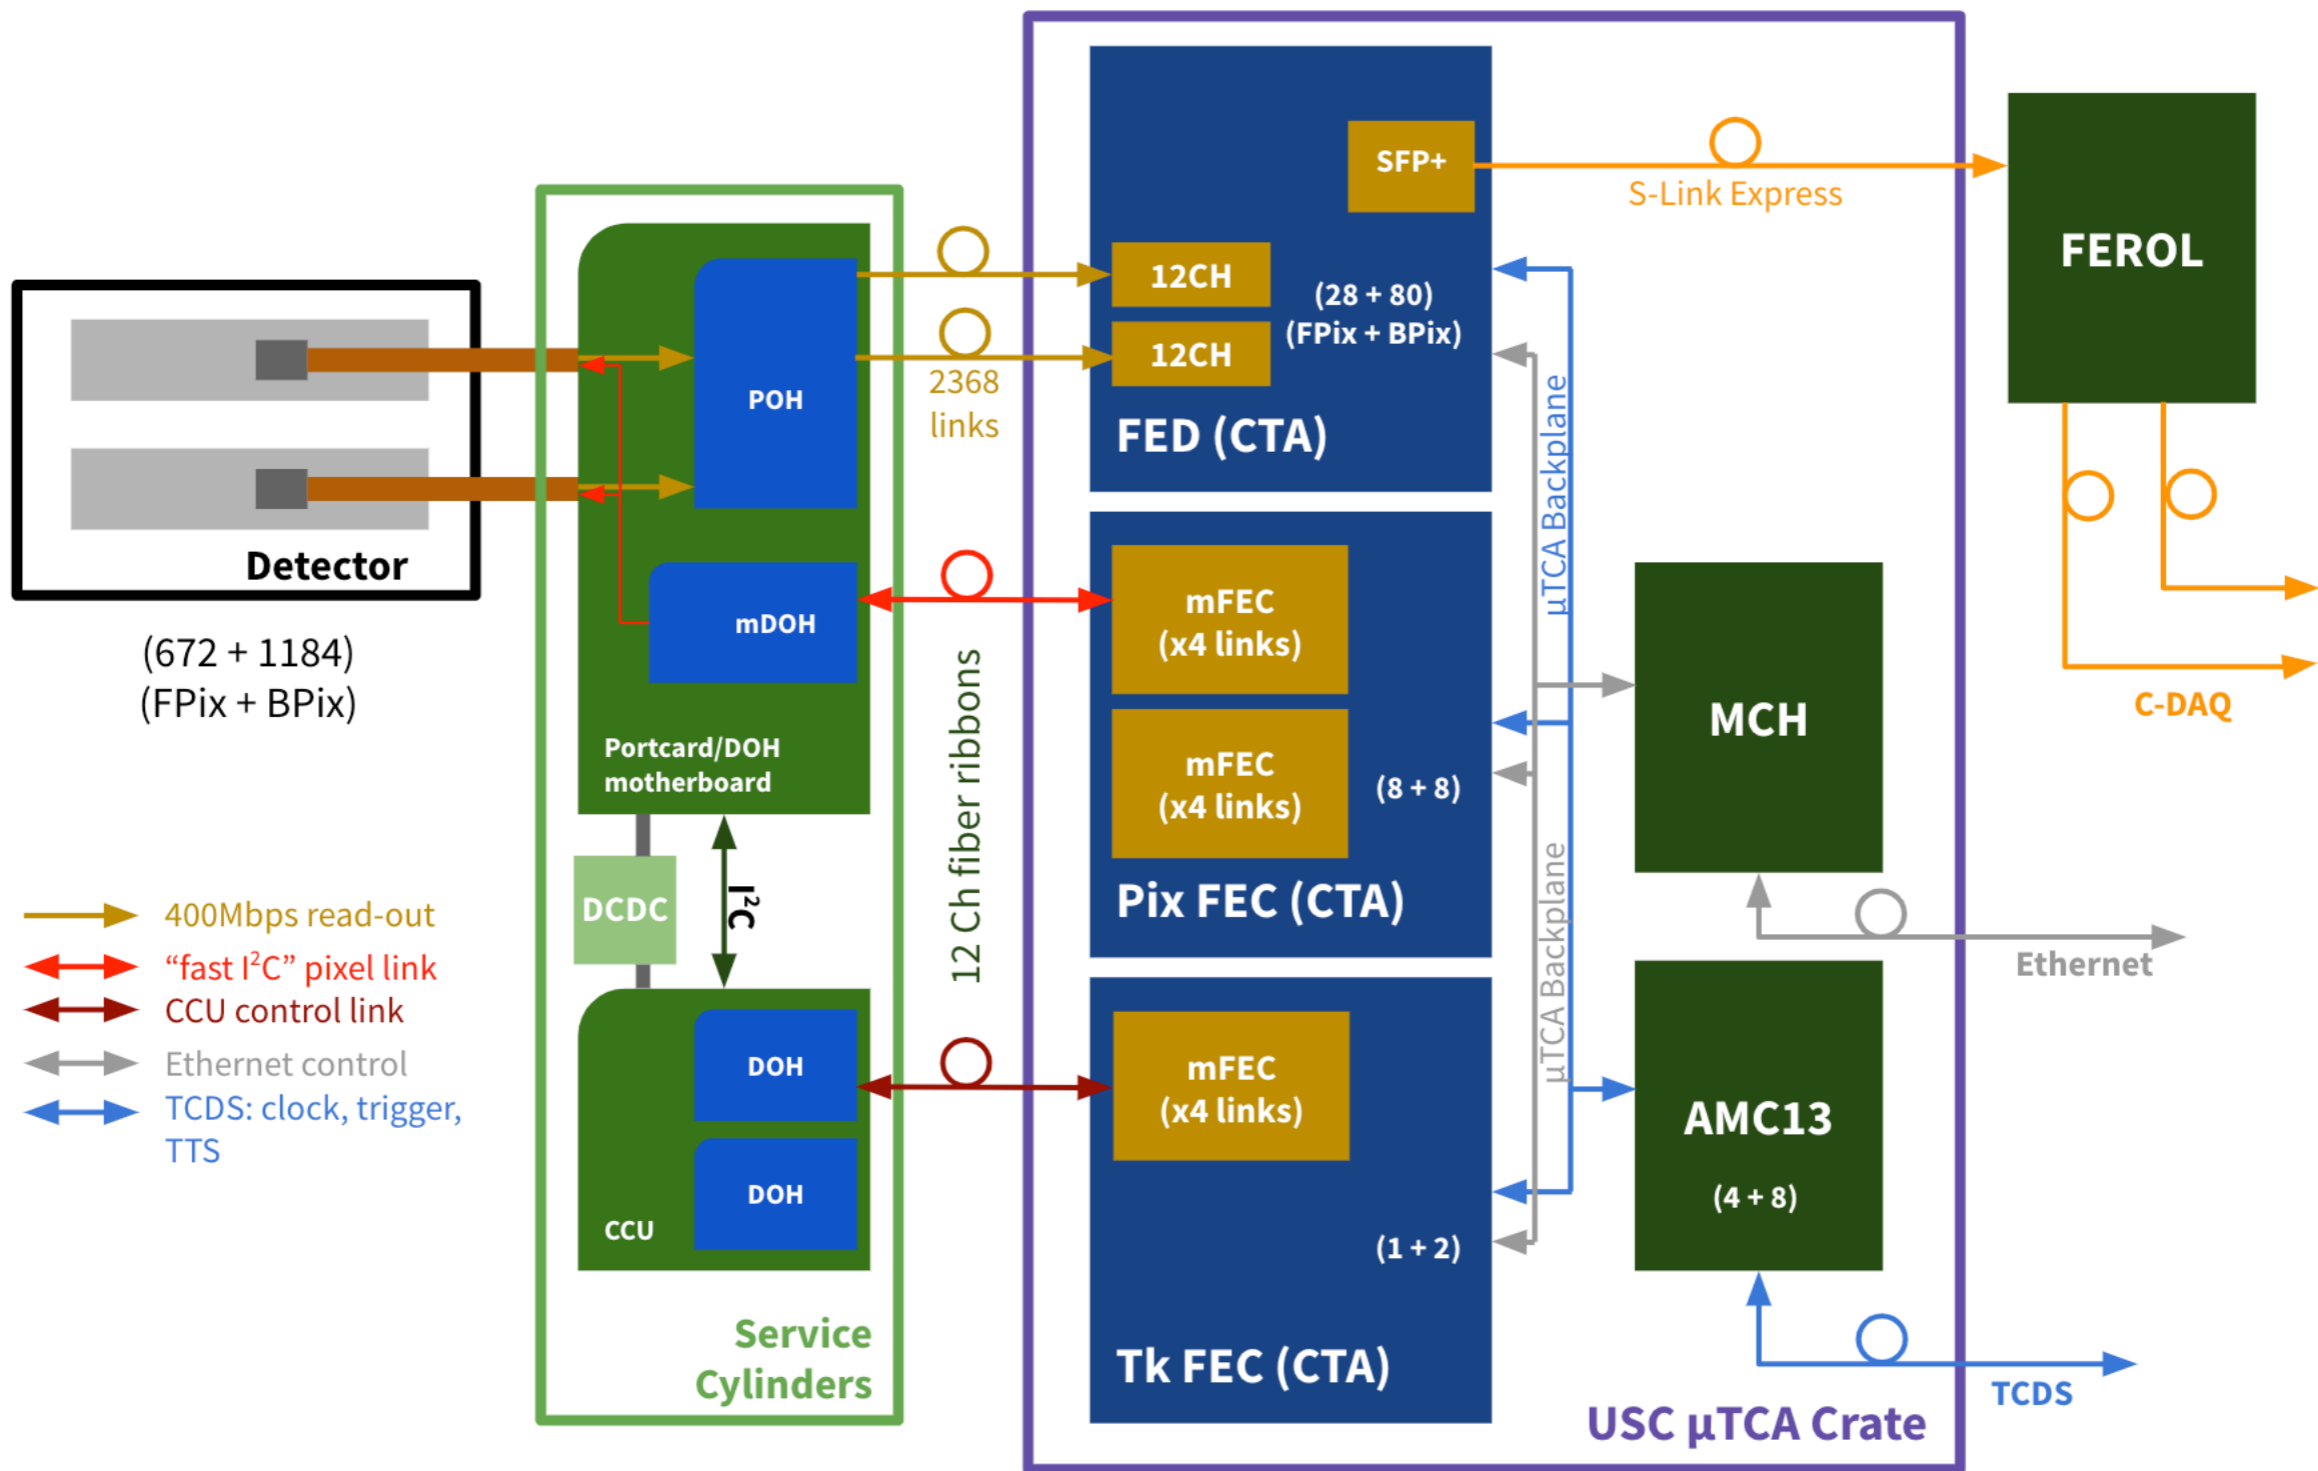 Detector
(672 + 1184)
(FPix + BPix)
400Mbps read-out
“fast I²C” pixel link
CCU control link
Ethernet control
TCDS: clock, trigger,
TTS
POH
mDOH
Portcard/DOH
motherboard
DCDC
I²C
DOH
DOH
CCU
Service
Cylinders
2368
links
12 Ch fiber ribbons
SFP+
12CH
12CH
(28 + 80)
(FPix + BPix)
FED (CTA)
mFEC
(x4 links)
mFEC
(x4 links)
(8 + 8)
Pix FEC (CTA)
mFEC
(x4 links)
(1 + 2)
Tk FEC (CTA)
µTCA Backplane
µTCA Backplane
S-Link Express
FEROL
C-DAQ
MCH
Ethernet
AMC13
(4 + 8)
TCDS
USC µTCA Crate